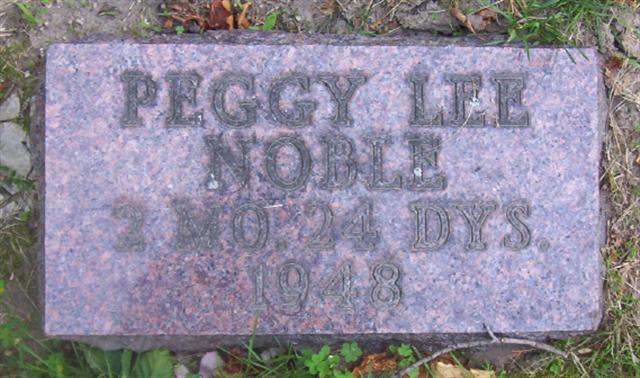 PEGGY LEE
NOBLE
2 MO. 24 DYS.
1948